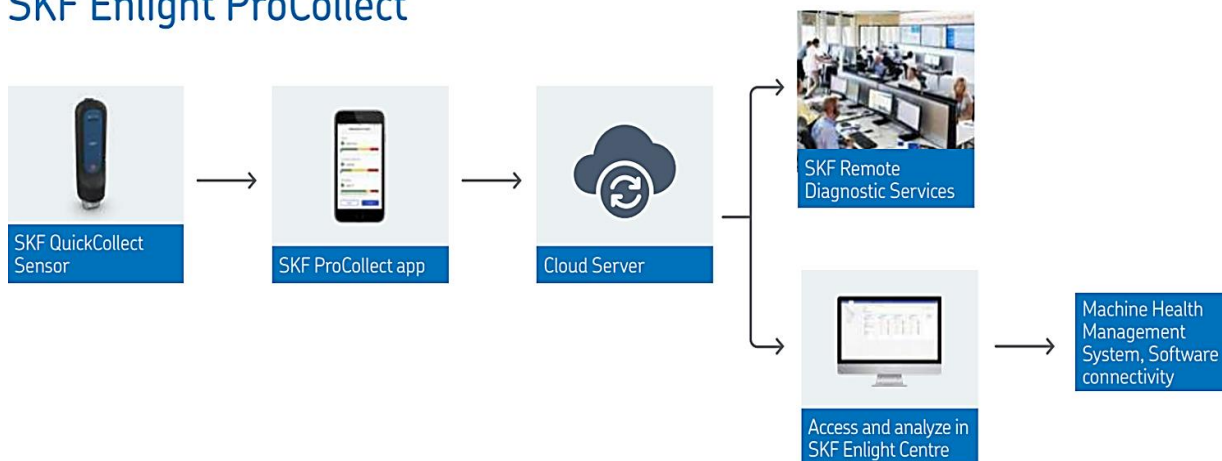 SKF Enlight ProCollect
SKF QuickCollect
Sensor
SKF ProCollect app
Cloud Server
SKF Remote
Diagnostic Services
Access and analyze in
SKF Enlight Centre
Machine Health
Management
System, Software
connectivity